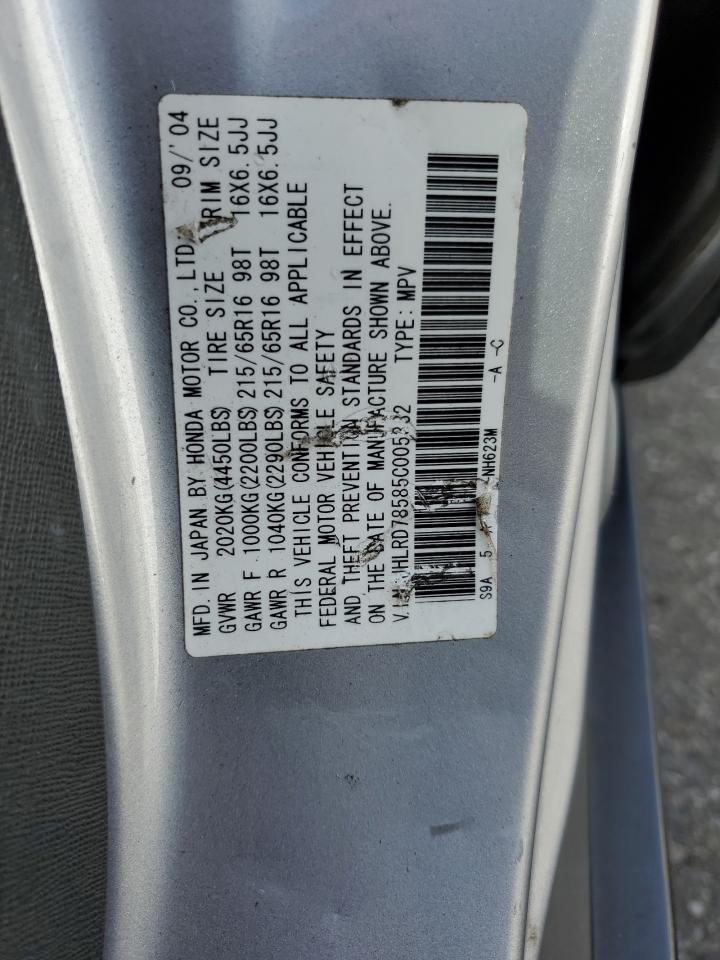 MFD. IN JAPAN BY HONDA MOTOR CO., LTD. 09/'04
GVWR 2020KG(4450LBS) TIRE SIZE RIM SIZE
GAWR F 1000KG(2200LBS) 215/65R16 98T 16X6.5JJ
GAWR R 1040KG(2290LBS) 215/65R16 98T 16X6.5JJ
THIS VEHICLE CONFORMS TO ALL APPLICABLE
FEDERAL MOTOR VEHICLE SAFETY
AND THEFT PREVENTION STANDARDS IN EFFECT
ON THE DATE OF MANUFACTURE SHOWN ABOVE.
TYPE: MPV
S9A 5 A NH623M -A -C